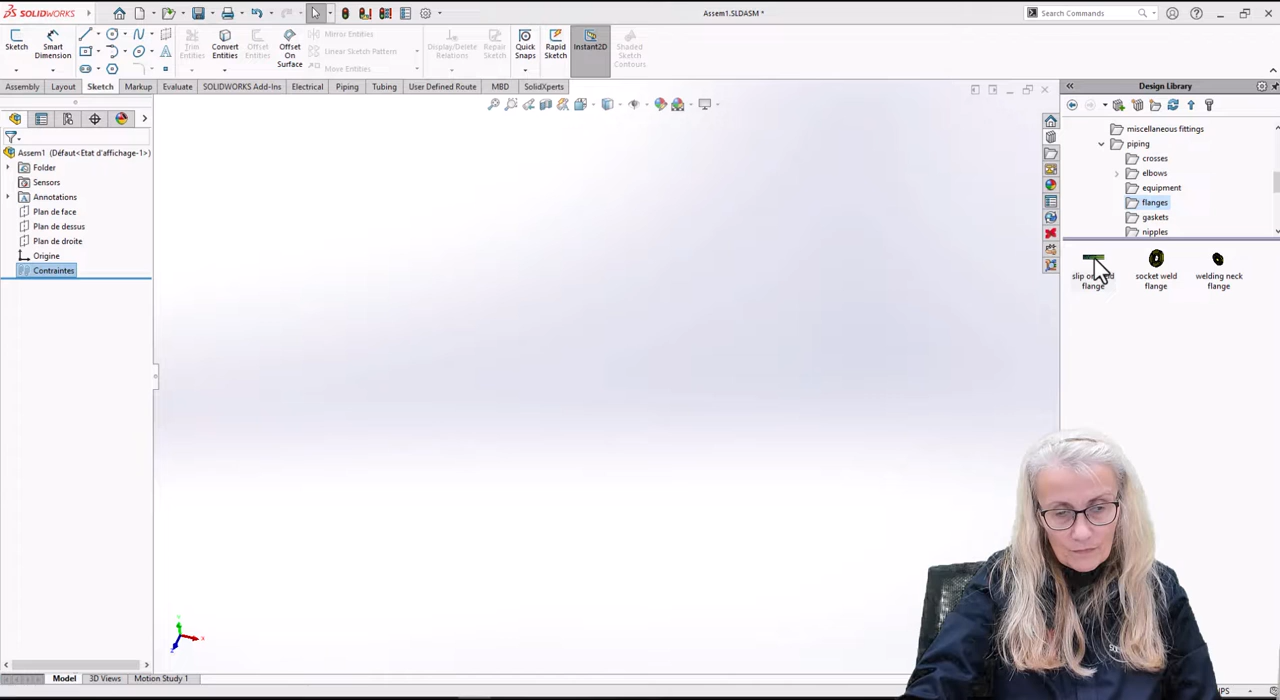 SOLIDWORKS
Assem1.SLDASM *
Search Commands
Sketch
Smart
Dimension
Trim
Entities
Convert
Entities
Offset
Entities
Offset
On
Surface
Mirror Entities
Linear Sketch Pattern
Move Entities
Display/Delete
Relations
Repair
Sketch
Quick
Snaps
Rapid
Sketch
Instant2D
Shaded
Sketch
Contours
Assembly
Layout
Sketch
Markup
Evaluate
SOLIDWORKS Add-Ins
Electrical
Piping
Tubing
User Defined Route
MBD
SolidXperts
Design Library
Assem1 (Défaut<Etat d'affichage-1>)
Folder
Sensors
Annotations
Plan de face
Plan de dessus
Plan de droite
Origine
Contraintes
miscellaneous fittings
piping
crosses
elbows
equipment
flanges
gaskets
nipples
slip
flange
socket weld
flange
welding neck
flange
Model
3D Views
Motion Study 1